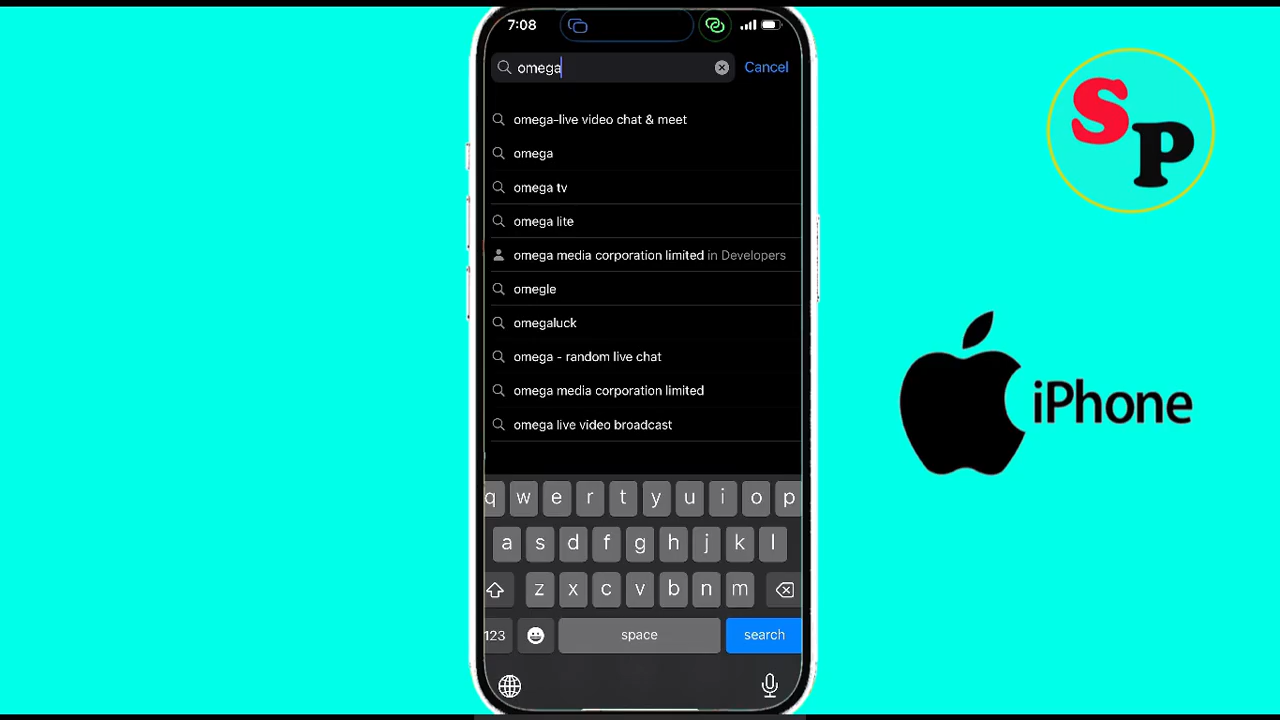 7:08
omega
Cancel
omega-live video chat & meet
omega
omega tv
omega lite
omega media corporation limited in Developers
omegle
omegaluck
omega - random live chat
omega media corporation limited
omega live video broadcast
q w e r t y u i o p
a s d f g h j k l
z x c v b n m
123
space
search
S
P
iPhone